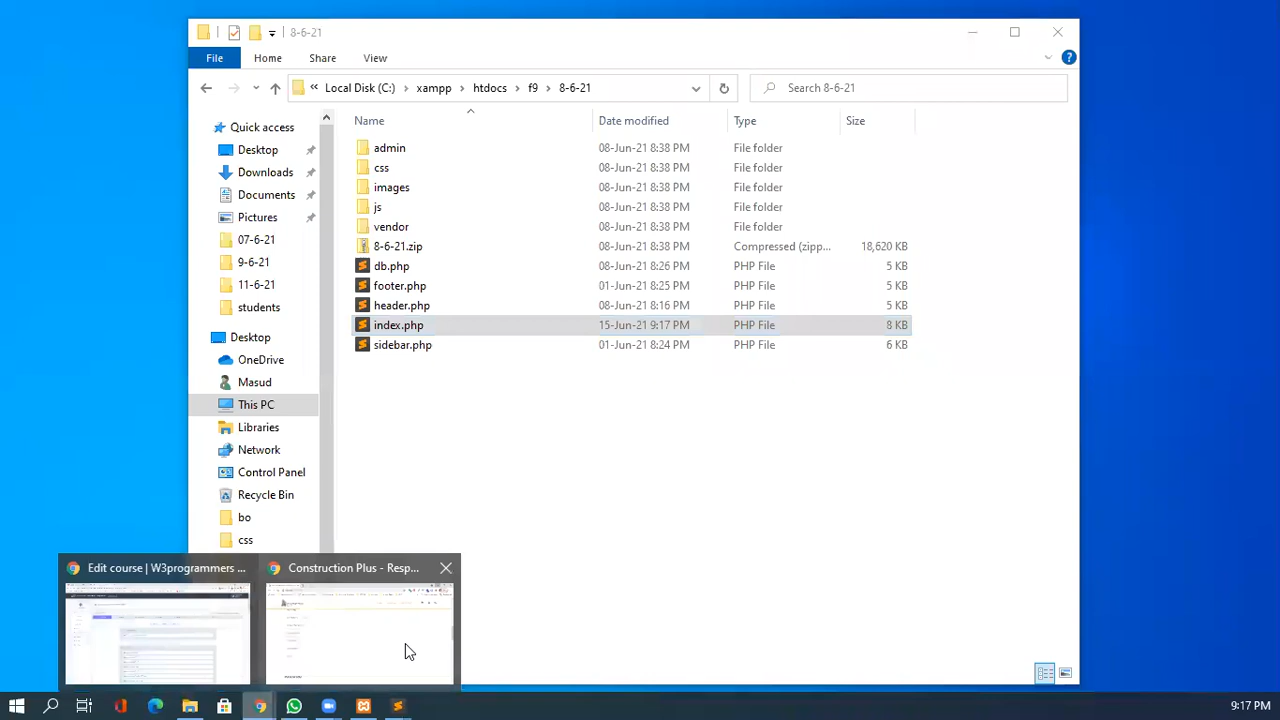 8-6-21
File
Home
Share
View
« Local Disk (C:) > xampp > htdocs > f9 > 8-6-21
Search 8-6-21
Name
Date modified
Type
Size
Quick access
Desktop
Downloads
Documents
Pictures
07-6-21
9-6-21
11-6-21
students
Desktop
OneDrive
Masud
This PC
Libraries
Network
Control Panel
Recycle Bin
bo
css
admin 08-Jun-21 8:38 PM File folder
css 08-Jun-21 8:38 PM File folder
images 08-Jun-21 8:38 PM File folder
js 08-Jun-21 8:38 PM File folder
vendor 08-Jun-21 8:38 PM File folder
8-6-21.zip 08-Jun-21 8:38 PM Compressed (zipp... 18,620 KB
db.php 08-Jun-21 8:26 PM PHP File 5 KB
footer.php 01-Jun-21 8:25 PM PHP File 5 KB
header.php 08-Jun-21 8:16 PM PHP File 5 KB
index.php 15-Jun-21 9:17 PM PHP File 8 KB
sidebar.php 01-Jun-21 8:24 PM PHP File 6 KB
Edit course | W3programmers ...
Construction Plus - Resp...
9:17 PM